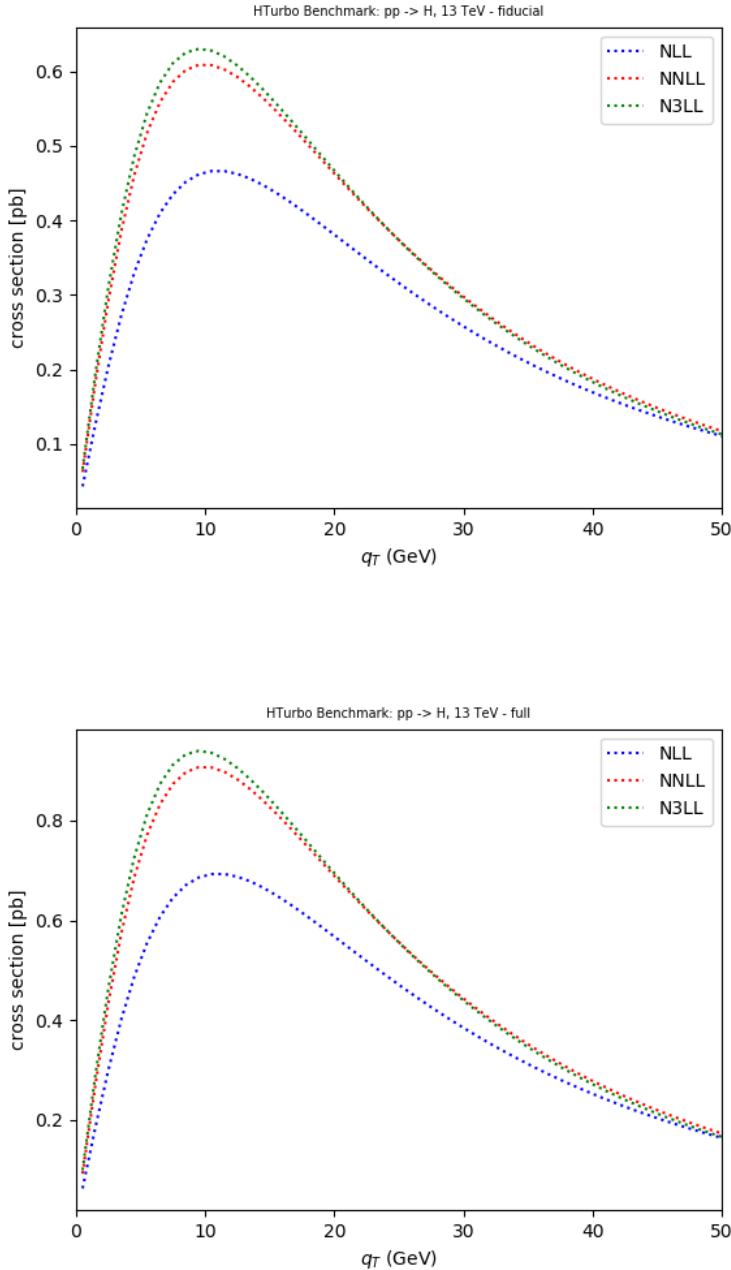 HTurbo Benchmark: pp -> H, 13 TeV - fiducial
NLL
NNLL
N3LL
0.6
0.5
0.4
0.3
0.2
0.1
cross section [pb]
0 10 20 30 40 50
qT (GeV)
HTurbo Benchmark: pp -> H, 13 TeV - full
NLL
NNLL
N3LL
0.8
0.6
0.4
0.2
cross section [pb]
0 10 20 30 40 50
qT (GeV)